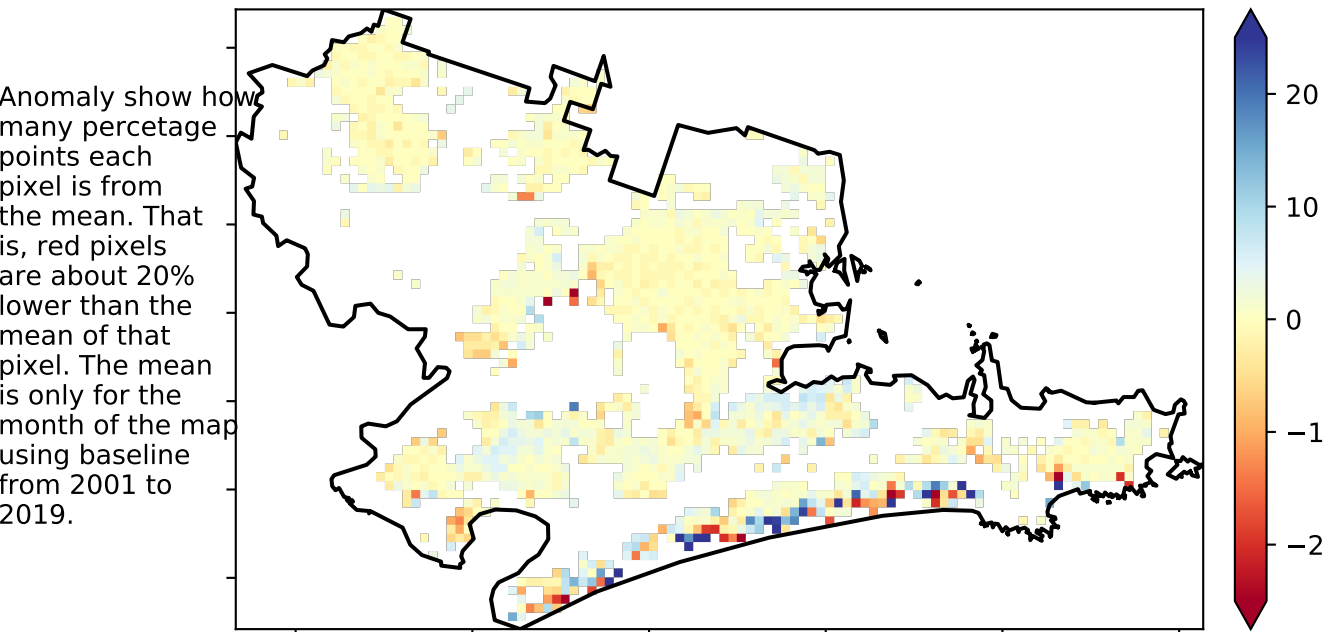 Anomaly show how
many percetage
points each
pixel is from
the mean. That
is, red pixels
are about 20%
lower than the
mean of that
pixel. The mean
is only for the
month of the map
using baseline
from 2001 to
2019.
20
10
0
−1
−2